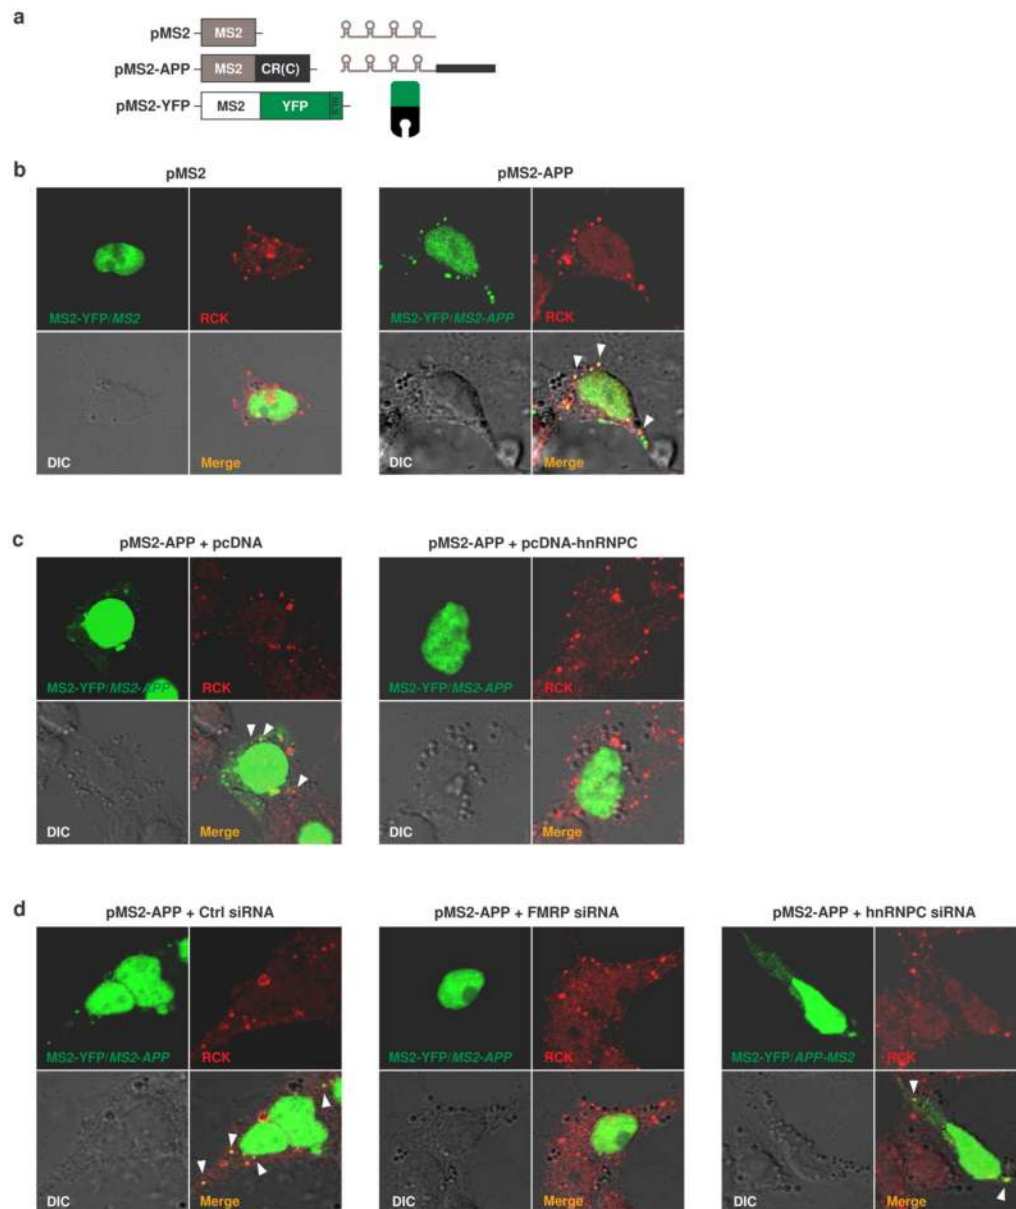 a
pMS2
MS2
pMS2-APP
MS2
CR(C)
pMS2-YFP
MS2
YFP
NLS
b
pMS2
pMS2-APP
MS2-YFP/MS2
RCK
MS2-YFP/MS2-APP
RCK
DIC
Merge
DIC
Merge
c
pMS2-APP + pcDNA
pMS2-APP + pcDNA-hnRNPC
MS2-YFP/MS2-APP
RCK
MS2-YFP/MS2-APP
RCK
DIC
Merge
DIC
Merge
d
pMS2-APP + Ctrl siRNA
pMS2-APP + FMRP siRNA
pMS2-APP + hnRNPC siRNA
MS2-YFP/MS2-APP
RCK
MS2-YFP/MS2-APP
RCK
MS2-YFP/APP-MS2
RCK
DIC
Merge
DIC
Merge
DIC
Merge